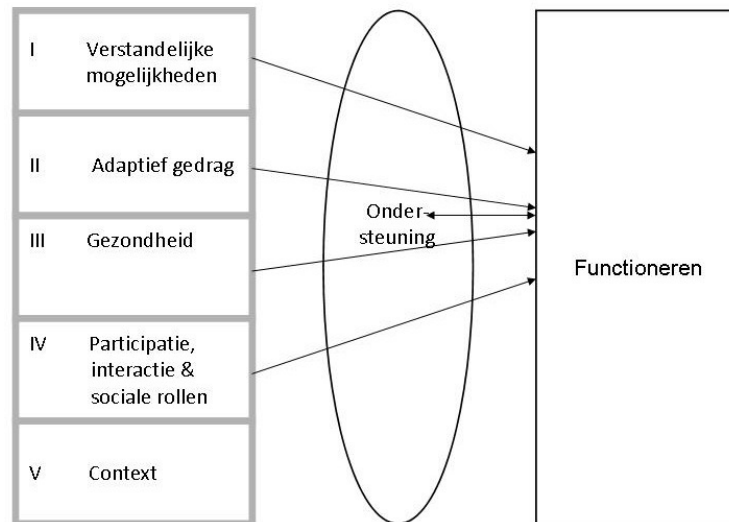 I Verstandelijke
mogelijkheden
II Adaptief gedrag
III Gezondheid
IV Participatie,
interactie &
sociale rollen
V Context
Onder-
steuning
Functioneren